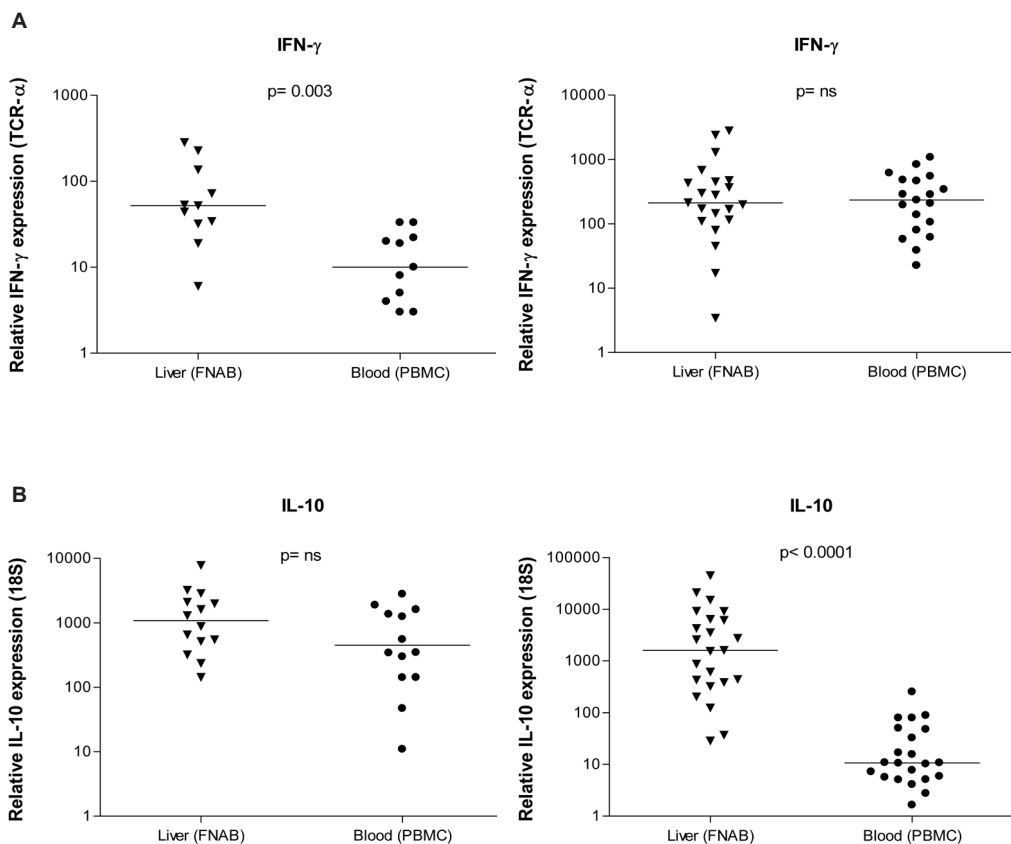 A
IFN-γ
p= 0.003
Relative IFN-γ expression (TCR-α)
1000
100
10
1
Liver (FNAB)
Blood (PBMC)
IFN-γ
p= ns
Relative IFN-γ expression (TCR-α)
10000
1000
100
10
1
Liver (FNAB)
Blood (PBMC)
B
IL-10
p= ns
Relative IL-10 expression (18S)
10000
1000
100
10
1
Liver (FNAB)
Blood (PBMC)
IL-10
p< 0.0001
Relative IL-10 expression (18S)
100000
10000
1000
100
10
1
Liver (FNAB)
Blood (PBMC)